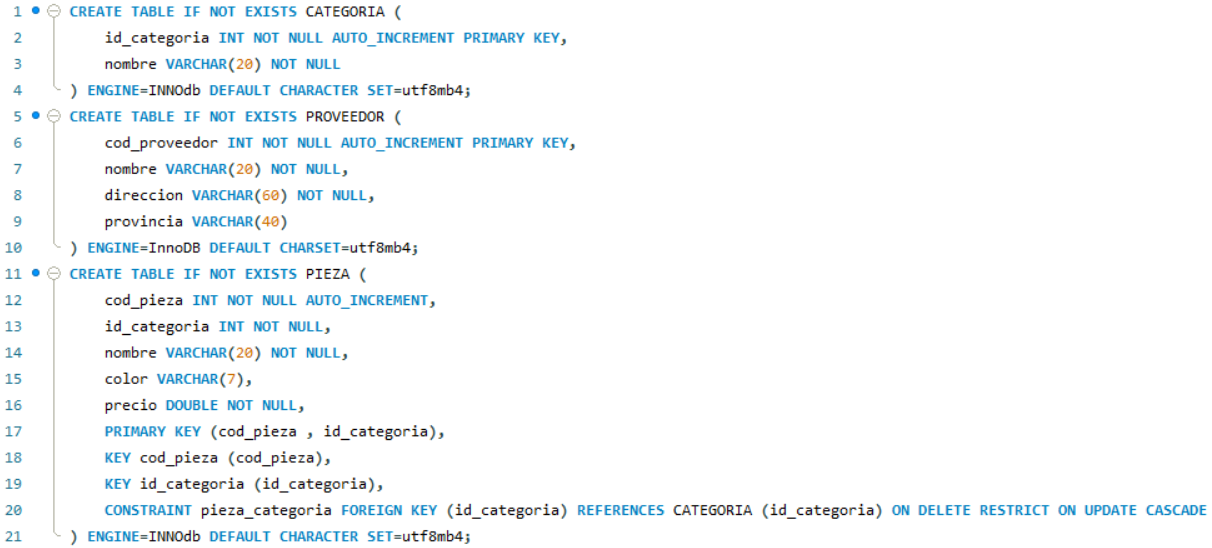 1 CREATE TABLE IF NOT EXISTS CATEGORIA (
2 id_categoria INT NOT NULL AUTO_INCREMENT PRIMARY KEY,
3 nombre VARCHAR(20) NOT NULL
4 ) ENGINE=INNOdb DEFAULT CHARACTER SET=utf8mb4;
5 CREATE TABLE IF NOT EXISTS PROVEEDOR (
6 cod_proveedor INT NOT NULL AUTO_INCREMENT PRIMARY KEY,
7 nombre VARCHAR(20) NOT NULL,
8 direccion VARCHAR(60) NOT NULL,
9 provincia VARCHAR(40)
10 ) ENGINE=InnoDB DEFAULT CHARSET=utf8mb4;
11 CREATE TABLE IF NOT EXISTS PIEZA (
12 cod_pieza INT NOT NULL AUTO_INCREMENT,
13 id_categoria INT NOT NULL,
14 nombre VARCHAR(20) NOT NULL,
15 color VARCHAR(7),
16 precio DOUBLE NOT NULL,
17 PRIMARY KEY (cod_pieza , id_categoria),
18 KEY cod_pieza (cod_pieza),
19 KEY id_categoria (id_categoria),
20 CONSTRAINT pieza_categoria FOREIGN KEY (id_categoria) REFERENCES CATEGORIA (id_categoria) ON DELETE RESTRICT ON UPDATE CASCADE
21 ) ENGINE=INNOdb DEFAULT CHARACTER SET=utf8mb4;